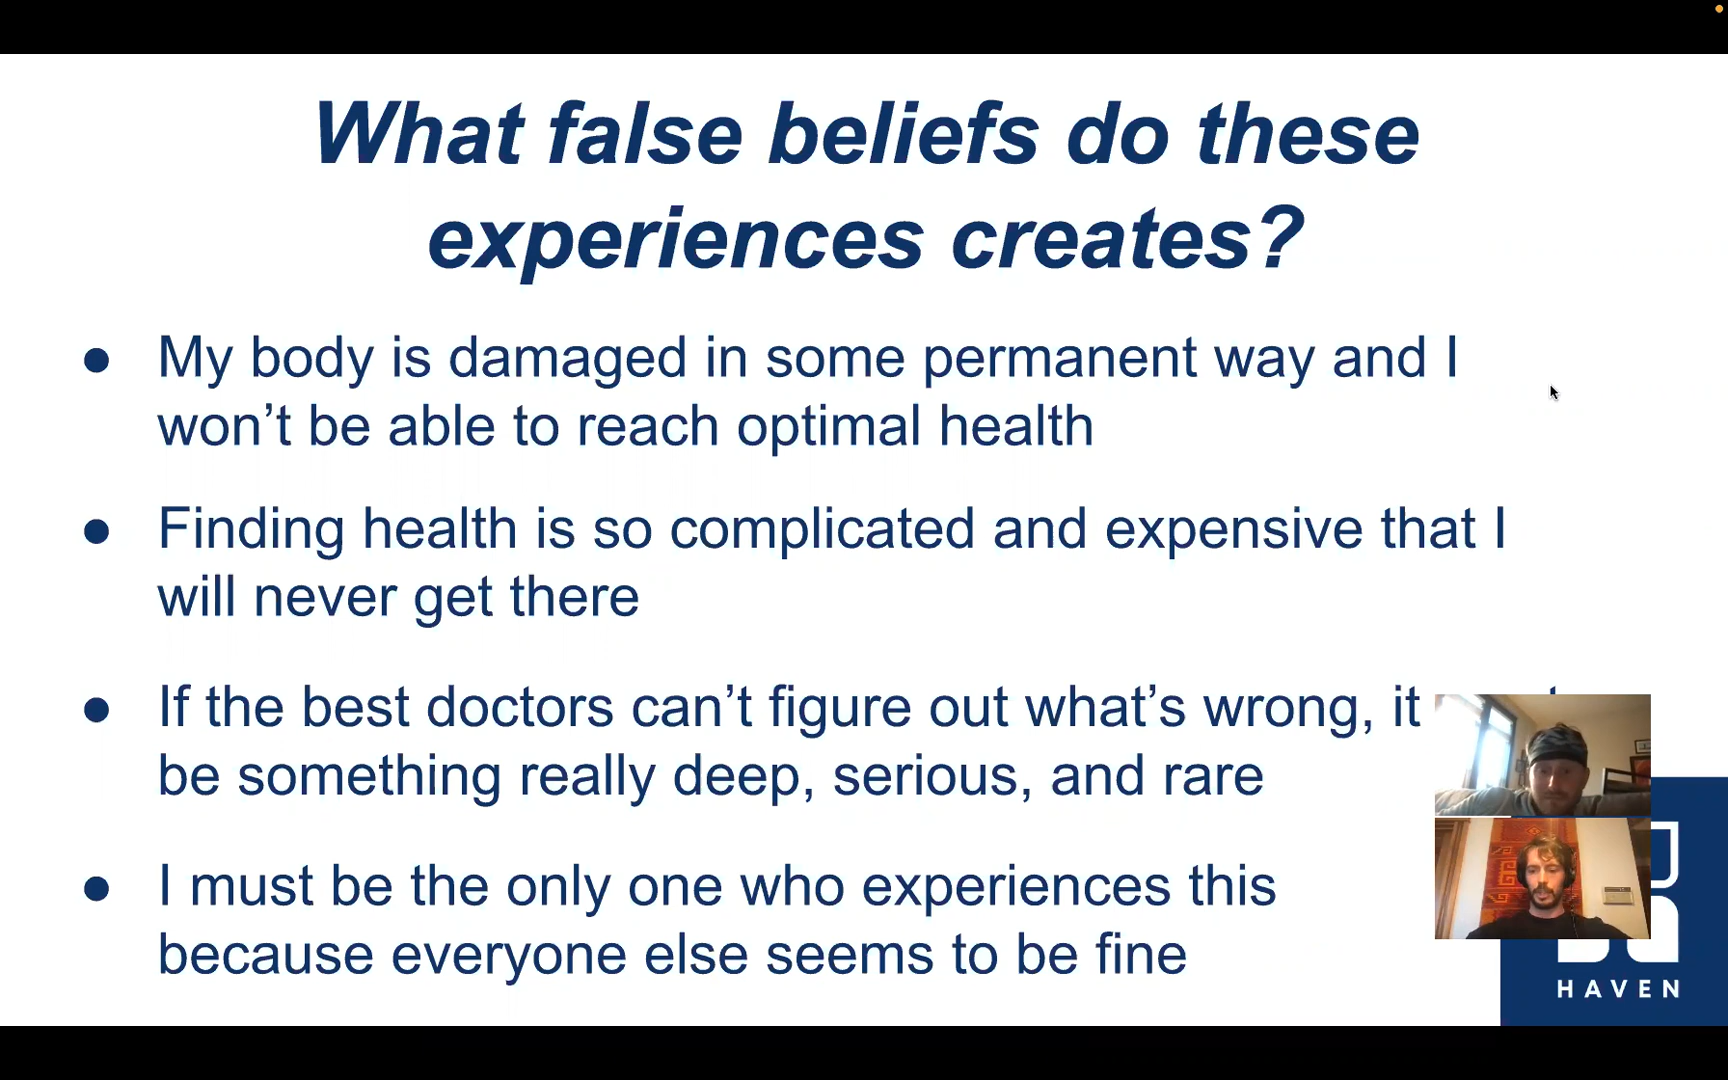 What false beliefs do these
experiences creates?
● My body is damaged in some permanent way and I
won’t be able to reach optimal health
● Finding health is so complicated and expensive that I
will never get there
● If the best doctors can’t figure out what’s wrong, it
be something really deep, serious, and rare
● I must be the only one who experiences this
because everyone else seems to be fine
HAVEN